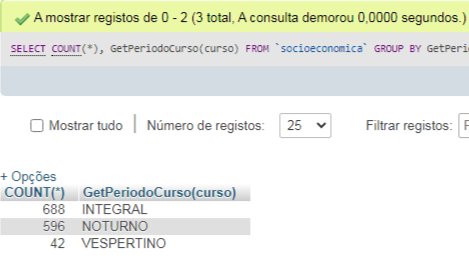 A mostrar registos de 0 - 2 (3 total, A consulta demorou 0,0000 segundos.)
SELECT COUNT(*), GetPeriodoCurso(curso) FROM `socioeconomica` GROUP BY GetPeri
Mostrar tudo Número de registos: 25 Filtrar registos:
+ Opções
COUNT(*) GetPeriodoCurso(curso)
688 INTEGRAL
596 NOTURNO
42 VESPERTINO